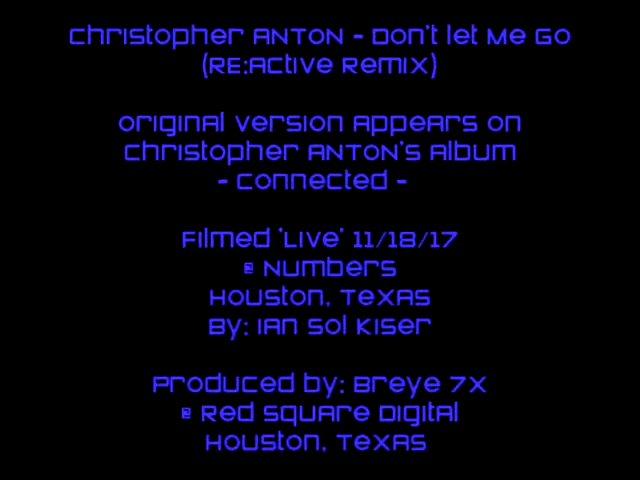 Christopher ANTON - Don't Let Me Go
(RE:Active Remix)
Original version appears on
Christopher ANTON's album
- Connected -
Filmed 'Live' 11/18/17
@ Numbers
Houston, Texas
By: Ian Sol Kiser
Produced by: Breye 7X
@ Red Square Digital
Houston, Texas